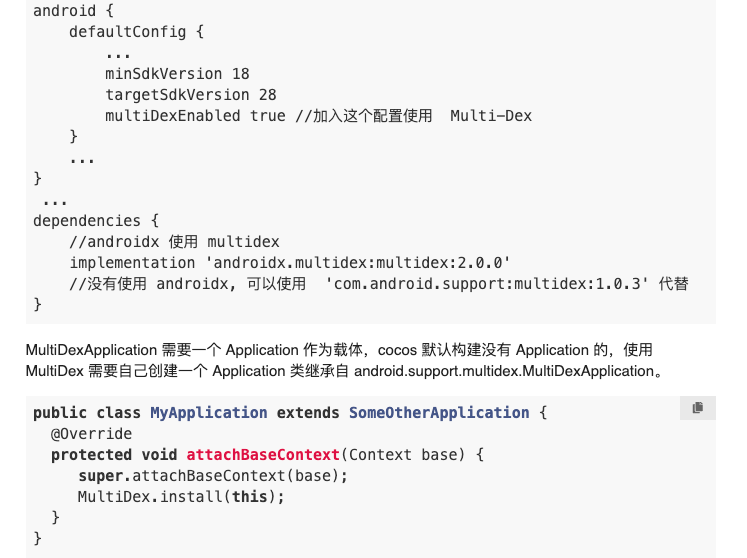 android {
    defaultConfig {
        ...
        minSdkVersion 18
        targetSdkVersion 28
        multiDexEnabled true //加入这个配置使用  Multi-Dex
    }
    ...
}
 ...
dependencies {
    //androidx 使用 multidex
    implementation 'androidx.multidex:multidex:2.0.0'
    //没有使用 androidx, 可以使用  'com.android.support:multidex:1.0.3' 代替
}
MultiDexApplication 需要一个 Application 作为载体，cocos 默认构建没有 Application 的，使用
MultiDex 需要自己创建一个 Application 类继承自 android.support.multidex.MultiDexApplication。
public class MyApplication extends SomeOtherApplication {
  @Override
  protected void attachBaseContext(Context base) {
     super.attachBaseContext(base);
     MultiDex.install(this);
  }
}